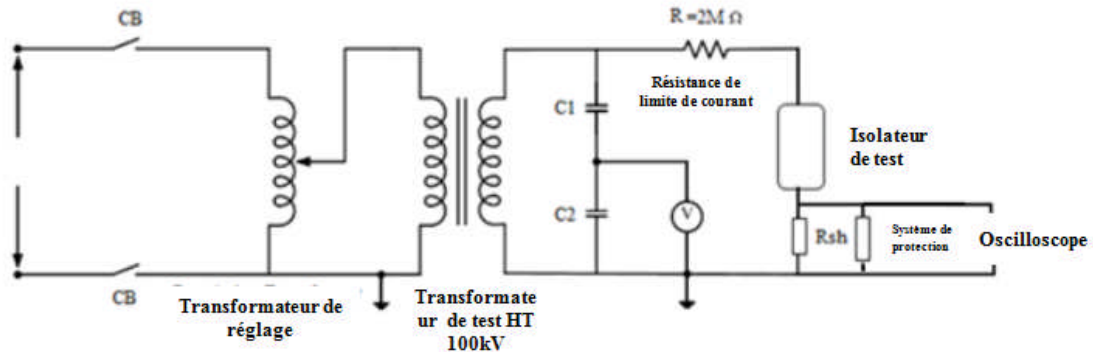 CB
R =2M Ω
Résistance de
limite de courant
C1
Isolateur
de test
C2
V
Rsh
Système de
protection
Oscilloscope
CB
Transformateur de
réglage
Transformate
ur de test HT
100kV